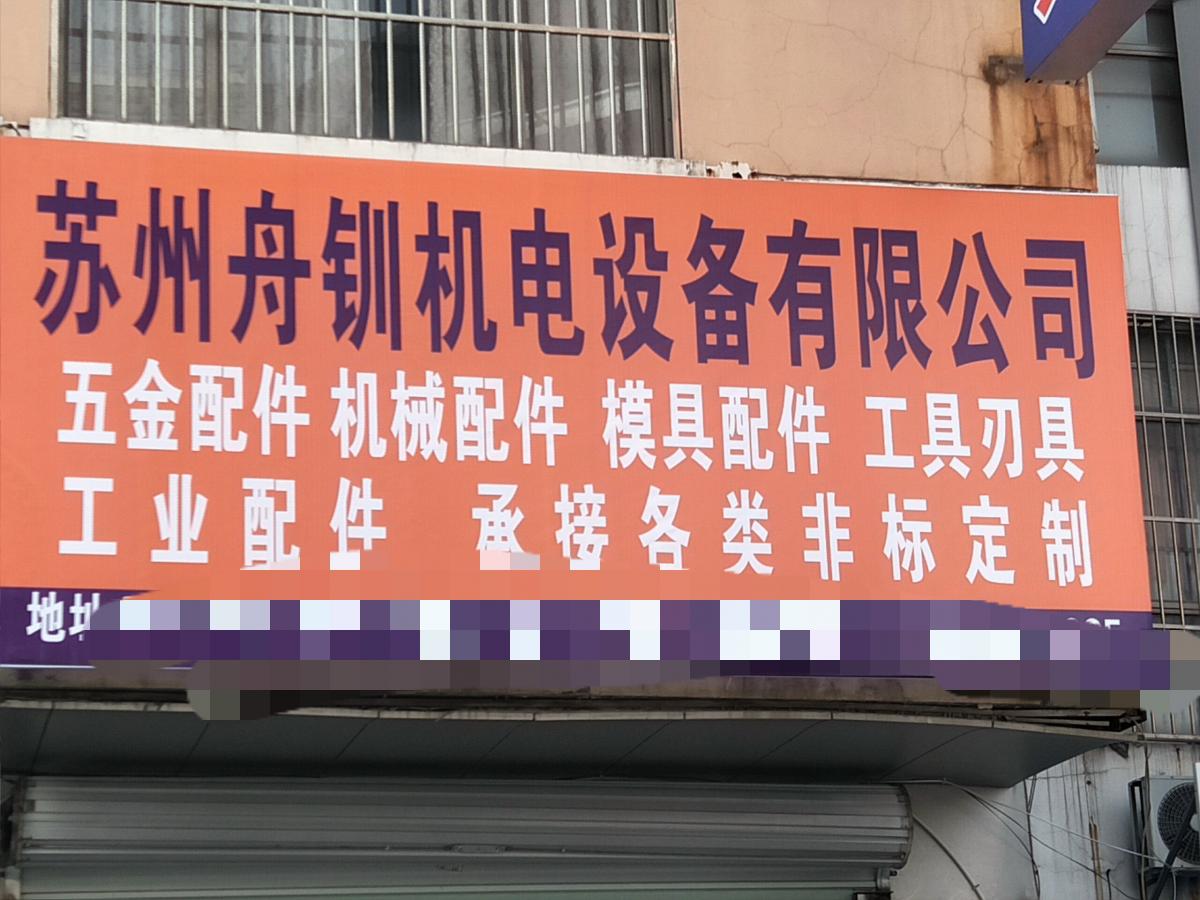 苏州舟钏机电设备有限公司
五金配件 机械配件 模具配件 工具刃具
工业配件 承接各类非标定制
地址